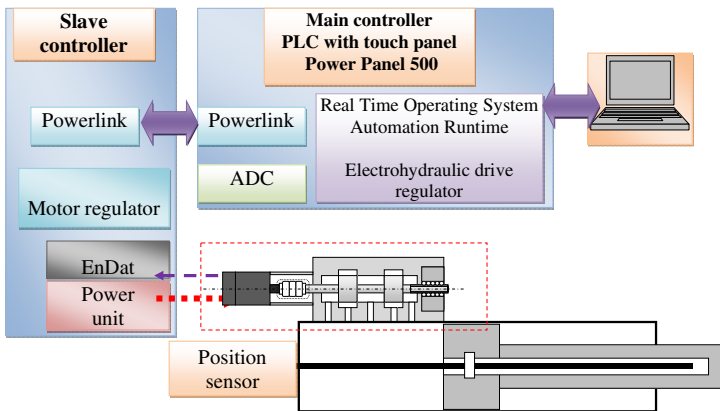 Slave
controller
Main controller
PLC with touch panel
Power Panel 500
Powerlink
Powerlink
Real Time Operating System
Automation Runtime
ADC
Electrohydraulic drive
regulator
Motor regulator
EnDat
Power
unit
Position
sensor